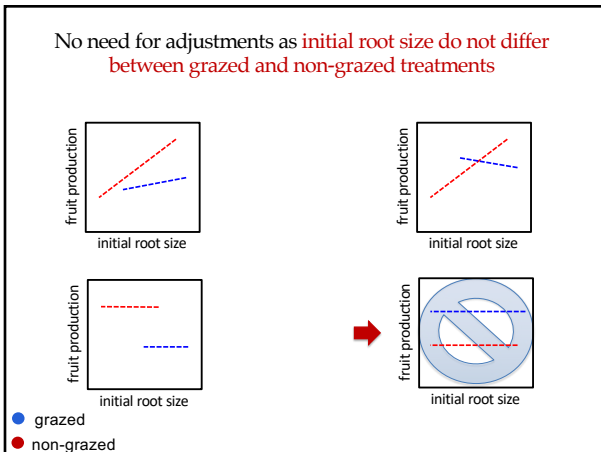 No need for adjustments as initial root size do not differ
between grazed and non-grazed treatments
fruit production
initial root size
fruit production
initial root size
fruit production
initial root size
fruit production
initial root size
grazed
non-grazed